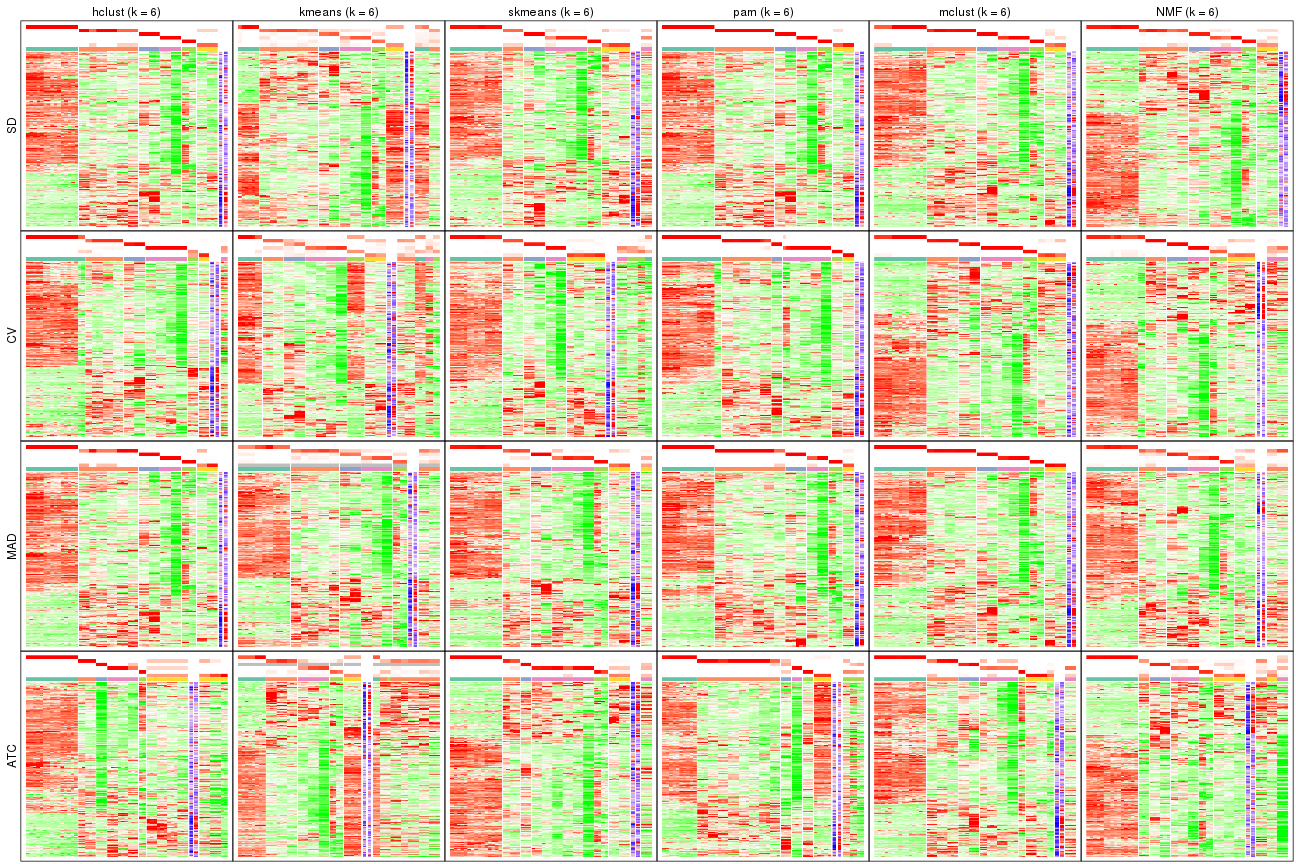 hclust (k = 6) kmeans (k = 6) skmeans (k = 6) pam (k = 6) mclust (k = 6) NMF (k = 6)
SD
CV
MAD
ATC